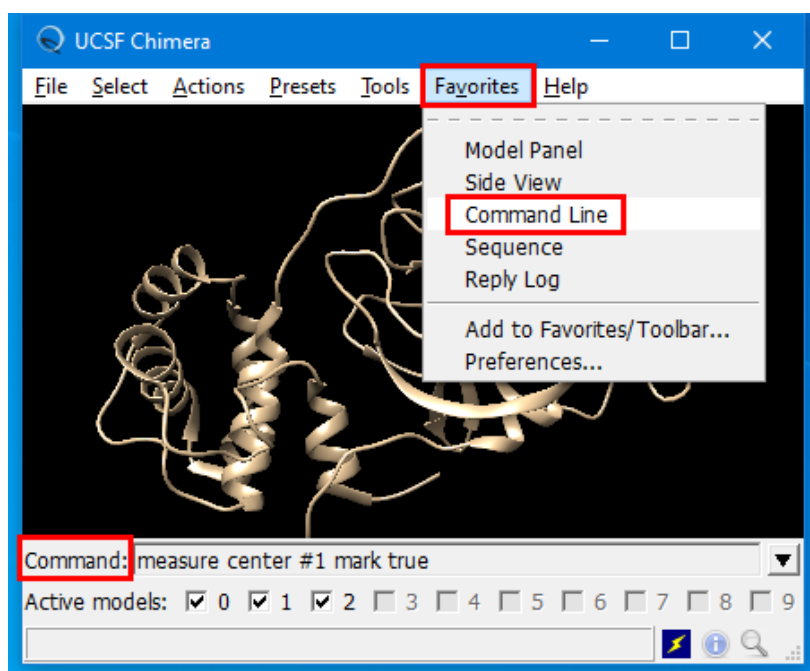 UCSF Chimera
File Select Actions Presets Tools Favorites Help
Model Panel
Side View
Command Line
Sequence
Reply Log
Add to Favorites/Toolbar...
Preferences...
Command: measure center #1 mark true
Active models: 0 1 2 3 4 5 6 7 8 9